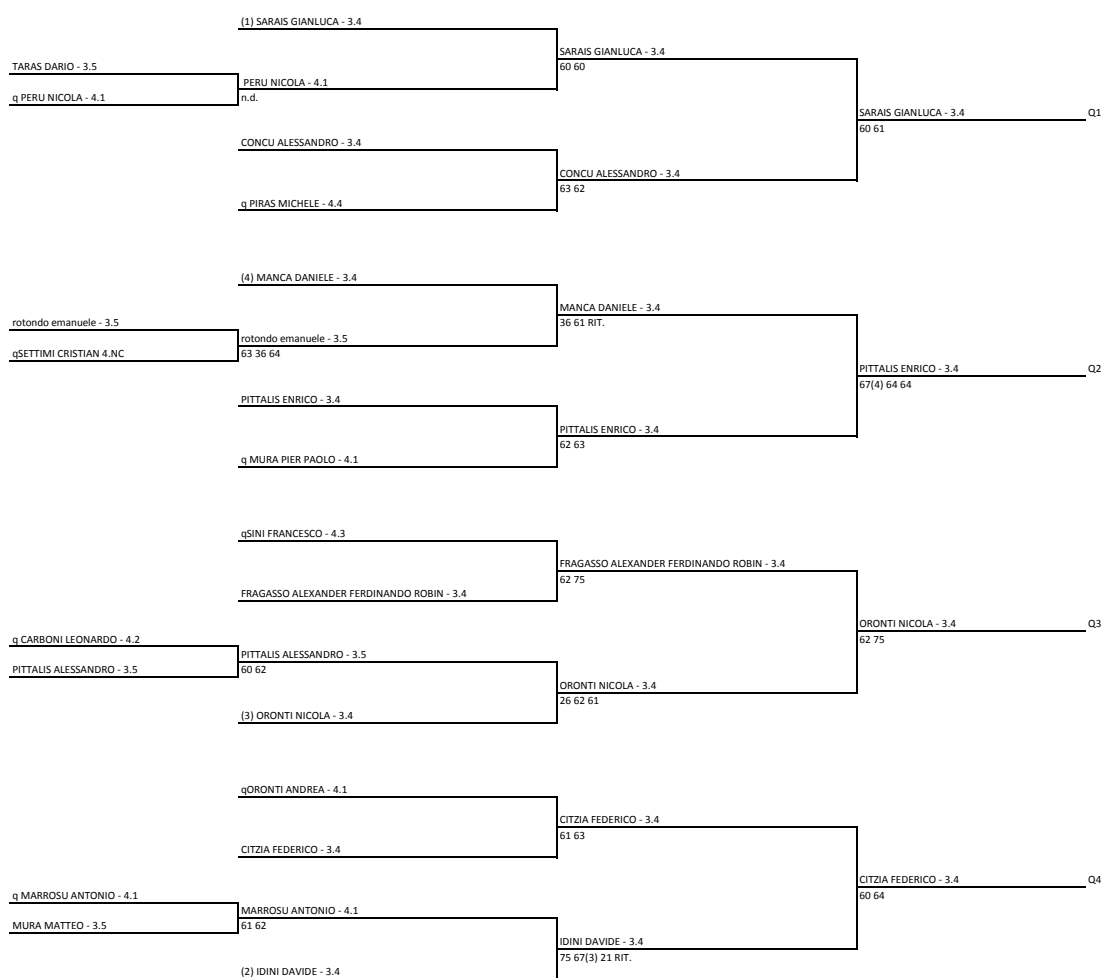 (1) SARAIS GIANLUCA - 3.4
SARAIS GIANLUCA - 3.4
TARAS DARIO - 3.5
60 60
PERU NICOLA - 4.1
q PERU NICOLA - 4.1
n.d.
SARAIS GIANLUCA - 3.4
Q1
60 61
CONCU ALESSANDRO - 3.4
CONCU ALESSANDRO - 3.4
63 62
q PIRAS MICHELE - 4.4
(4) MANCA DANIELE - 3.4
MANCA DANIELE - 3.4
rotondo emanuele - 3.5
36 61 RIT.
rotondo emanuele - 3.5
qSETTIMI CRISTIAN 4.NC
63 36 64
PITTALIS ENRICO - 3.4
Q2
67(4) 64 64
PITTALIS ENRICO - 3.4
PITTALIS ENRICO - 3.4
62 63
q MURA PIER PAOLO - 4.1
qSINI FRANCESCO - 4.3
FRAGASSO ALEXANDER FERDINANDO ROBIN - 3.4
62 75
FRAGASSO ALEXANDER FERDINANDO ROBIN - 3.4
ORONTI NICOLA - 3.4
Q3
q CARBONI LEONARDO - 4.2
62 75
PITTALIS ALESSANDRO - 3.5
PITTALIS ALESSANDRO - 3.5
60 62
ORONTI NICOLA - 3.4
26 62 61
(3) ORONTI NICOLA - 3.4
qORONTI ANDREA - 4.1
CITZIA FEDERICO - 3.4
61 63
CITZIA FEDERICO - 3.4
CITZIA FEDERICO - 3.4
Q4
q MARROSU ANTONIO - 4.1
60 64
MARROSU ANTONIO - 4.1
MURA MATTEO - 3.5
61 62
IDINI DAVIDE - 3.4
75 67(3) 21 RIT.
(2) IDINI DAVIDE - 3.4